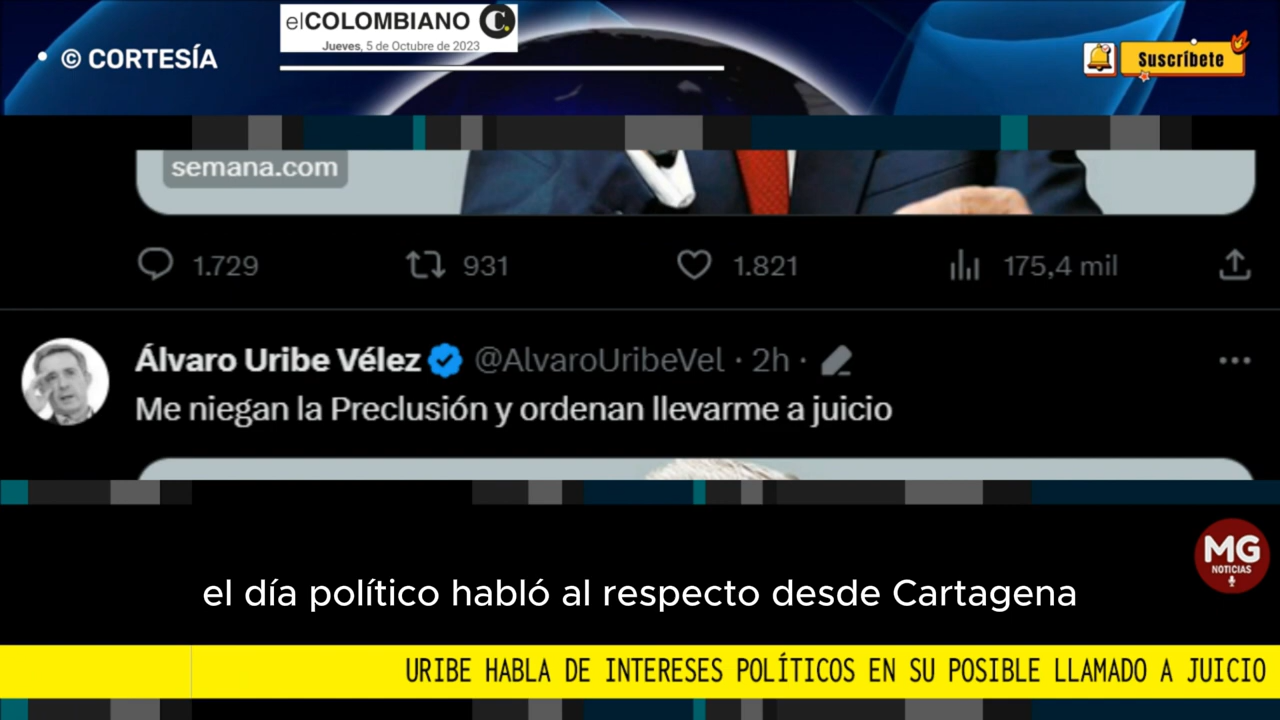 • © CORTESÍA
elCOLOMBIANO C.
Jueves, 5 de Octubre de 2023
Suscríbete
semana.com
1.729 931 1.821 175,4 mil
Álvaro Uribe Vélez @AlvaroUribeVel · 2h ·
Me niegan la Preclusión y ordenan llevarme a juicio
MG
NOTICIAS
el día político habló al respecto desde Cartagena
URIBE HABLA DE INTERESES POLÍTICOS EN SU POSIBLE LLAMADO A JUICIO